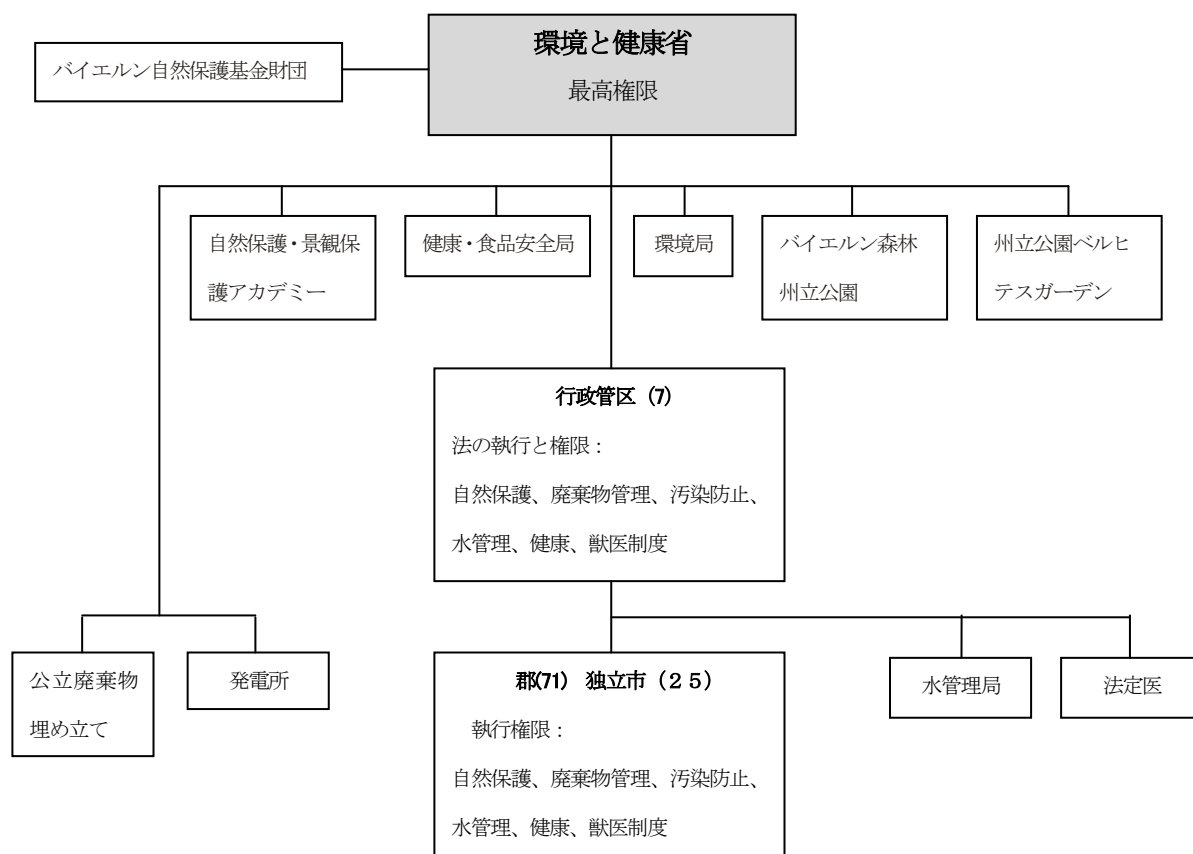 環境と健康省
最高権限
バイエルン自然保護基金財団
自然保護・景観保
護アカデミー
健康・食品安全局
環境局
バイエルン森林
州立公園
州立公園ベルヒ
テスガーデン
行政管区（7）
法の執行と権限：
自然保護、廃棄物管理、汚染防止、
水管理、健康、獣医制度
公立廃棄物
埋め立て
発電所
郡(71) 独立市（２５）
執行権限：
自然保護、廃棄物管理、汚染防止、
水管理、健康、獣医制度
水管理局
法定医